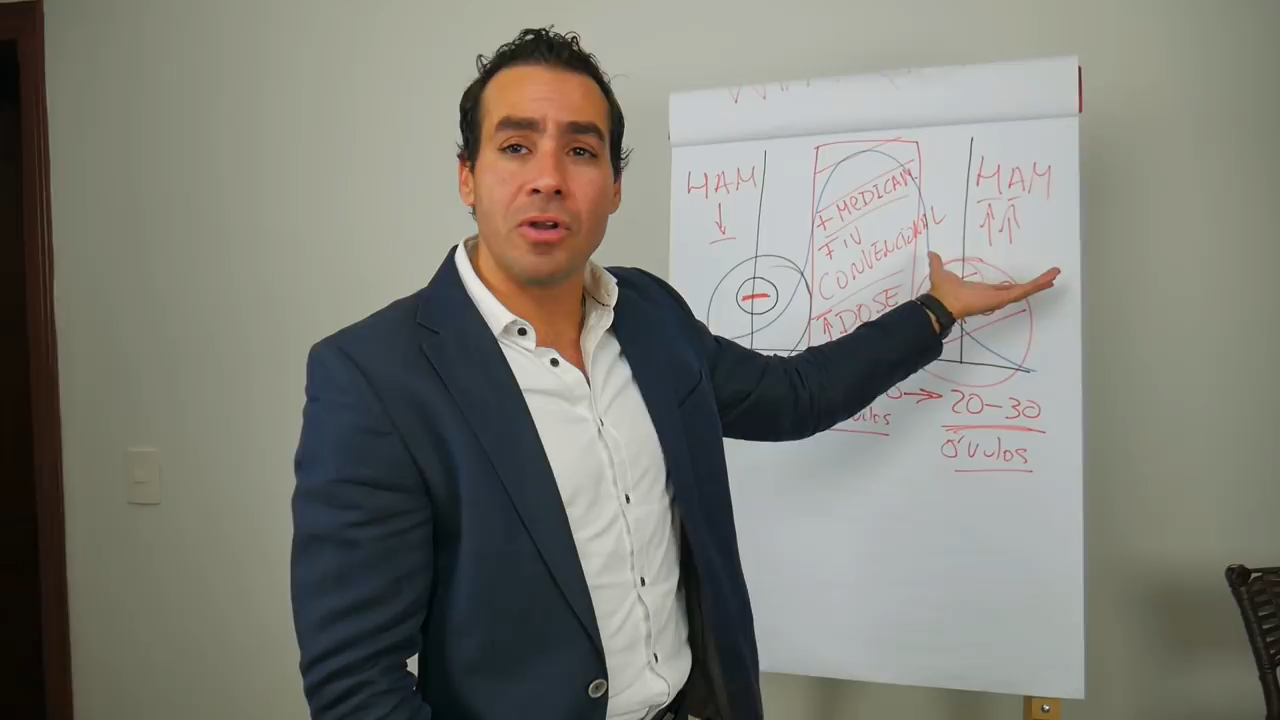 HAM
+ MEDICAM.
FIV
CONVENCIONAL
↑ DOSE
HAM
↑↑
20-30
ÓVULOS